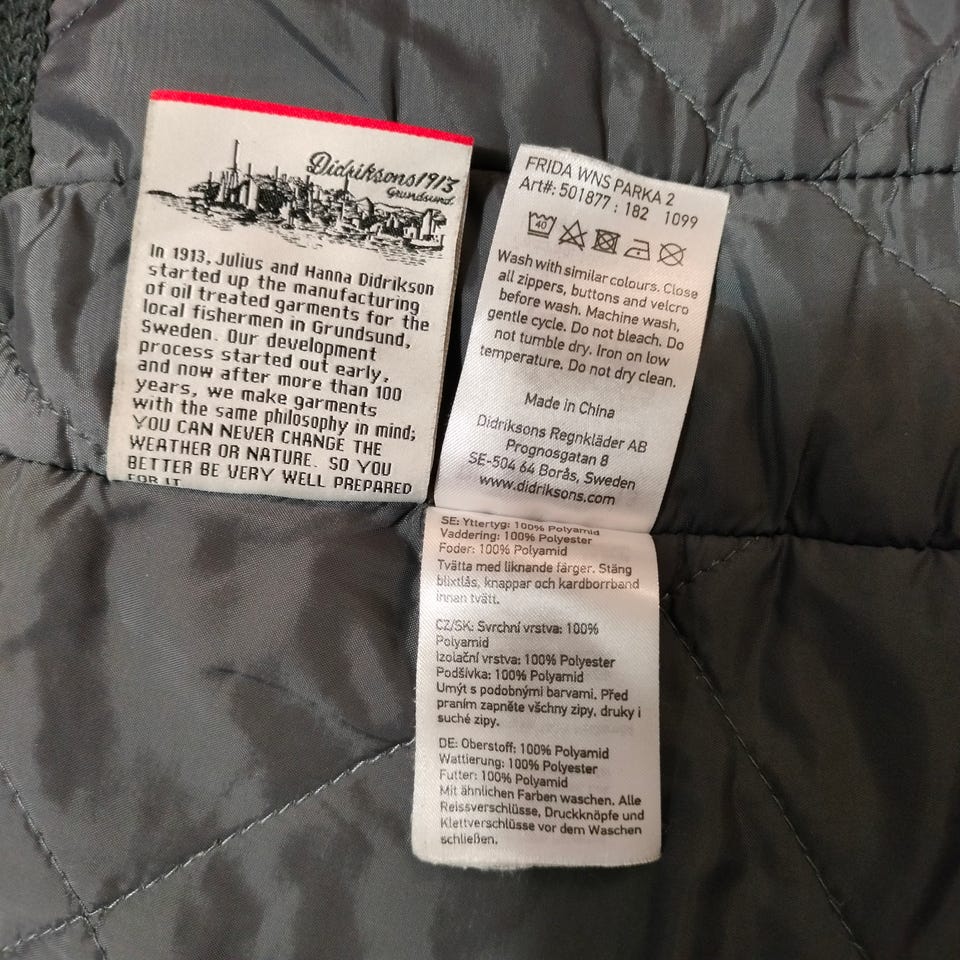 Didriksons1913
Grundsund.
In 1913, Julius and Hanna Didrikson
started up the manufacturing
of oil treated garments for the
local fishermen in Grundsund,
Sweden. Our development
process started out early,
and now after more than 100
years, we make garments
with the same philosophy in mind;
YOU CAN NEVER CHANGE THE
WEATHER OR NATURE. SO YOU
BETTER BE VERY WELL PREPARED
FOR IT
FRIDA WNS PARKA 2
Art#: 501877 : 182 1099
40
Wash with similar colours. Close
all zippers, buttons and velcro
before wash. Machine wash,
gentle cycle. Do not bleach. Do
not tumble dry. Iron on low
temperature. Do not dry clean.
Made in China
Didriksons Regnkläder AB
Prognosgatan 8
SE-504 64 Borås, Sweden
www.didriksons.com
SE: Yttertyg: 100% Polyamid
Vaddering: 100% Polyester
Foder: 100% Polyamid
Tvätta med liknande färger. Stäng
blixtlås, knappar och kardborrband
innan tvätt.
CZ/SK: Svrchní vrstva: 100%
Polyamid
Izolační vrstva: 100% Polyester
Podšívka: 100% Polyamid
Umýt s podobnými barvami. Před
praním zapněte všchny zipy, druky i
suché zipy.
DE: Oberstoff: 100% Polyamid
Wattierung: 100% Polyester
Futter: 100% Polyamid
Mit ähnlichen Farben waschen. Alle
Reissverschlüsse, Druckknöpfe und
Klettverschlüsse vor dem Waschen
schließen.